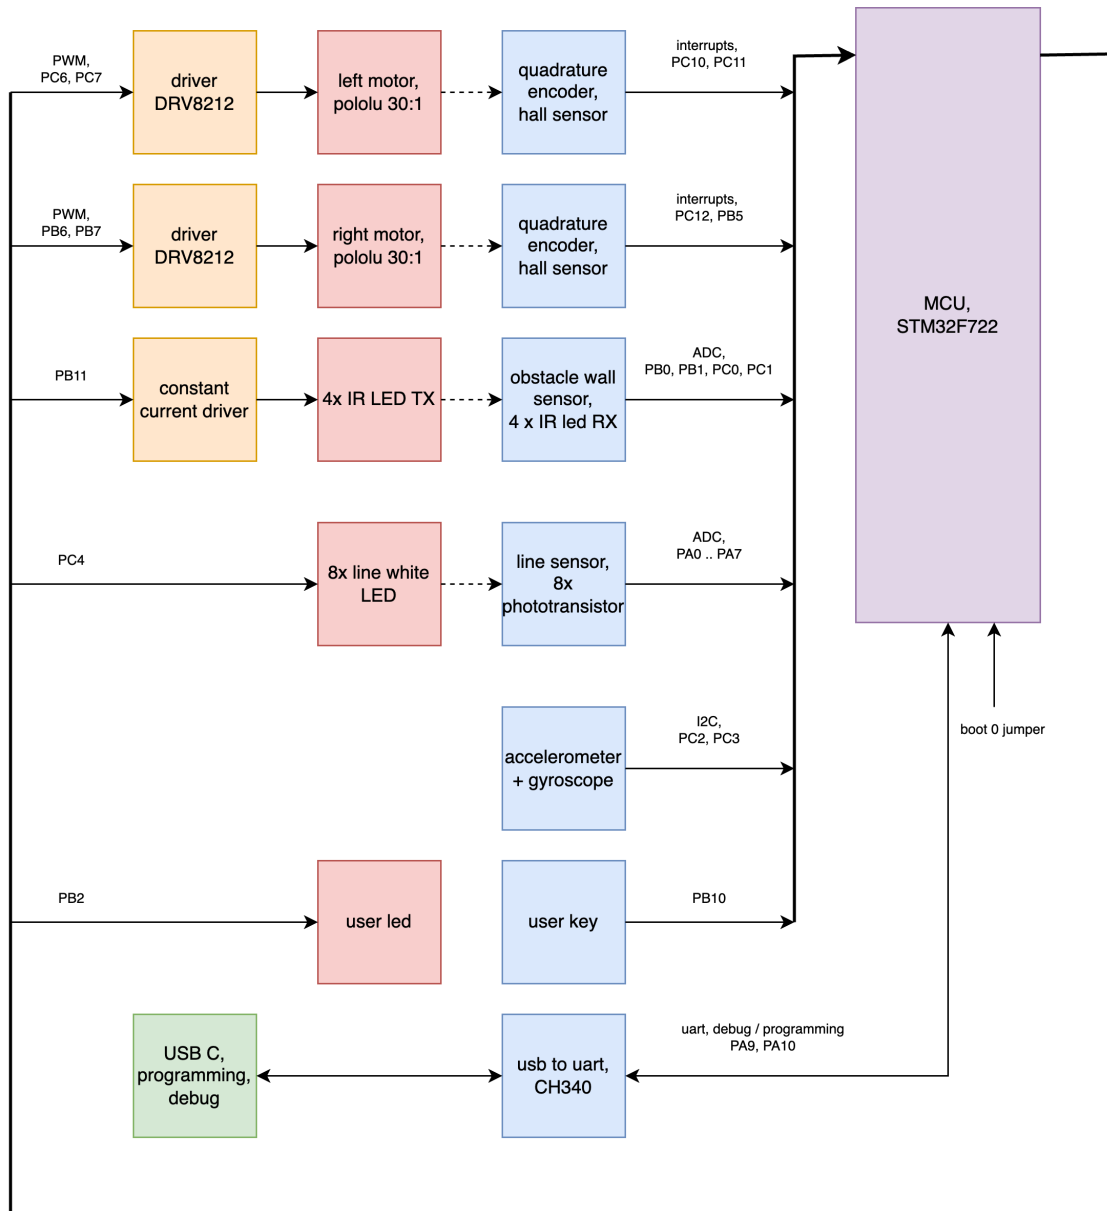 PWM,
PC6, PC7
driver
DRV8212
left motor,
pololu 30:1
quadrature
encoder,
hall sensor
interrupts,
PC10, PC11
PWM,
PB6, PB7
driver
DRV8212
right motor,
pololu 30:1
quadrature
encoder,
hall sensor
interrupts,
PC12, PB5
MCU,
STM32F722
PB11
constant
current driver
4x IR LED TX
obstacle wall
sensor,
4 x IR led RX
ADC,
PB0, PB1, PC0, PC1
PC4
8x line white
LED
line sensor,
8x
phototransistor
ADC,
PA0 .. PA7
accelerometer
+ gyroscope
I2C,
PC2, PC3
boot 0 jumper
PB2
user led
user key
PB10
USB C,
programming,
debug
usb to uart,
CH340
uart, debug / programming
PA9, PA10